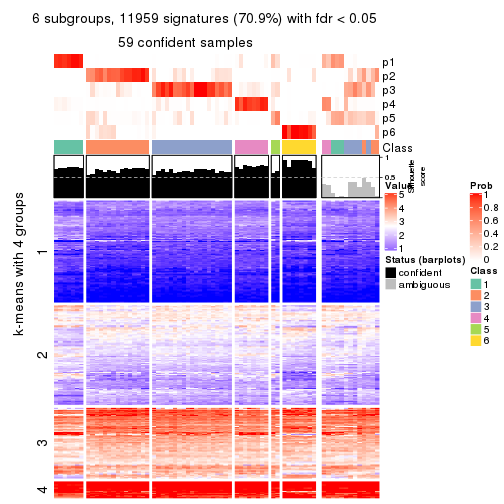 6 subgroups, 11959 signatures (70.9%) with fdr < 0.05
59 confident samples
p1
p2
p3
p4
p5
p6
Class
1
0.5
0
Silhouette
score
k-means with 4 groups
1
2
3
4
Value
5
4
3
2
1
Status (barplots)
confident
ambiguous
Prob
1
0.8
0.6
0.4
0.2
0
Class
1
2
3
4
5
6